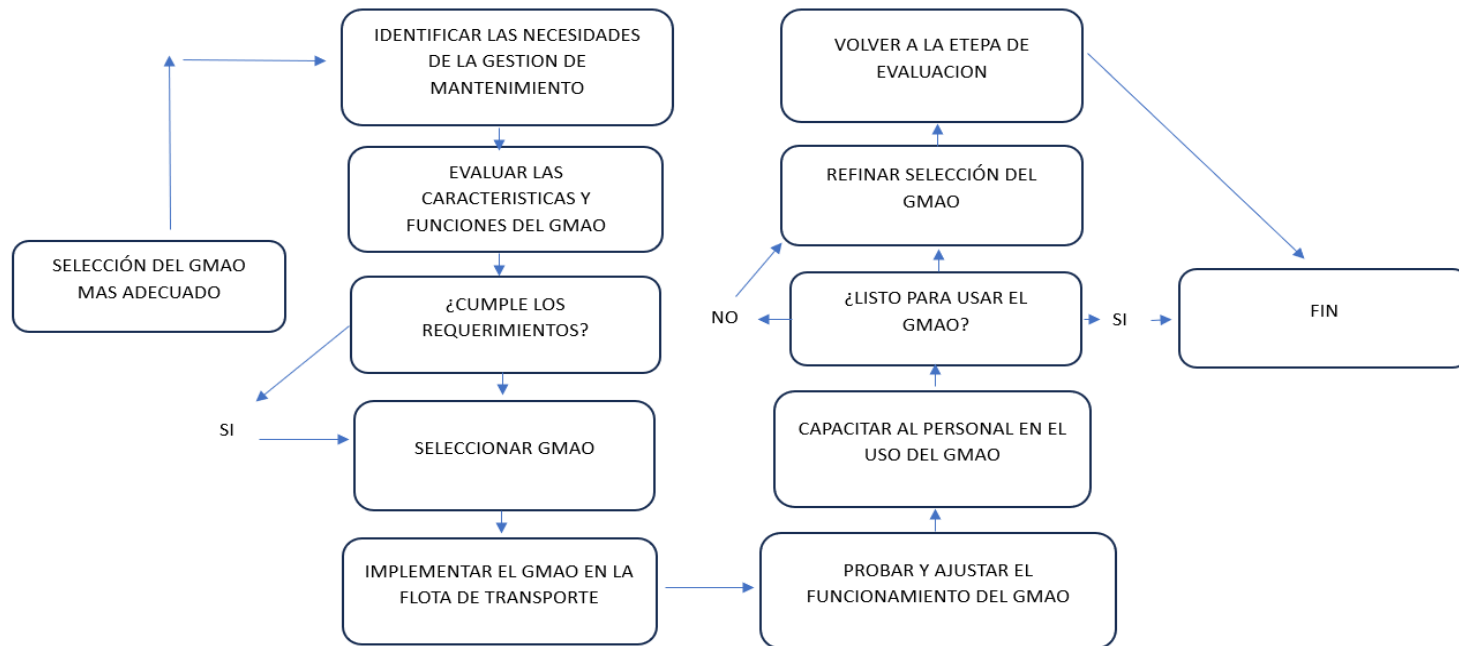 SELECCIÓN DEL GMAO
MAS ADECUADO
IDENTIFICAR LAS NECESIDADES
DE LA GESTION DE
MANTENIMIENTO
EVALUAR LAS
CARACTERISTICAS Y
FUNCIONES DEL GMAO
¿CUMPLE LOS
REQUERIMIENTOS?
SI
SELECCIONAR GMAO
IMPLEMENTAR EL GMAO EN LA
FLOTA DE TRANSPORTE
PROBAR Y AJUSTAR EL
FUNCIONAMIENTO DEL GMAO
CAPACITAR AL PERSONAL EN EL
USO DEL GMAO
¿LISTO PARA USAR EL
GMAO?
NO
SI
REFINAR SELECCIÓN DEL
GMAO
VOLVER A LA ETEPA DE
EVALUACION
FIN